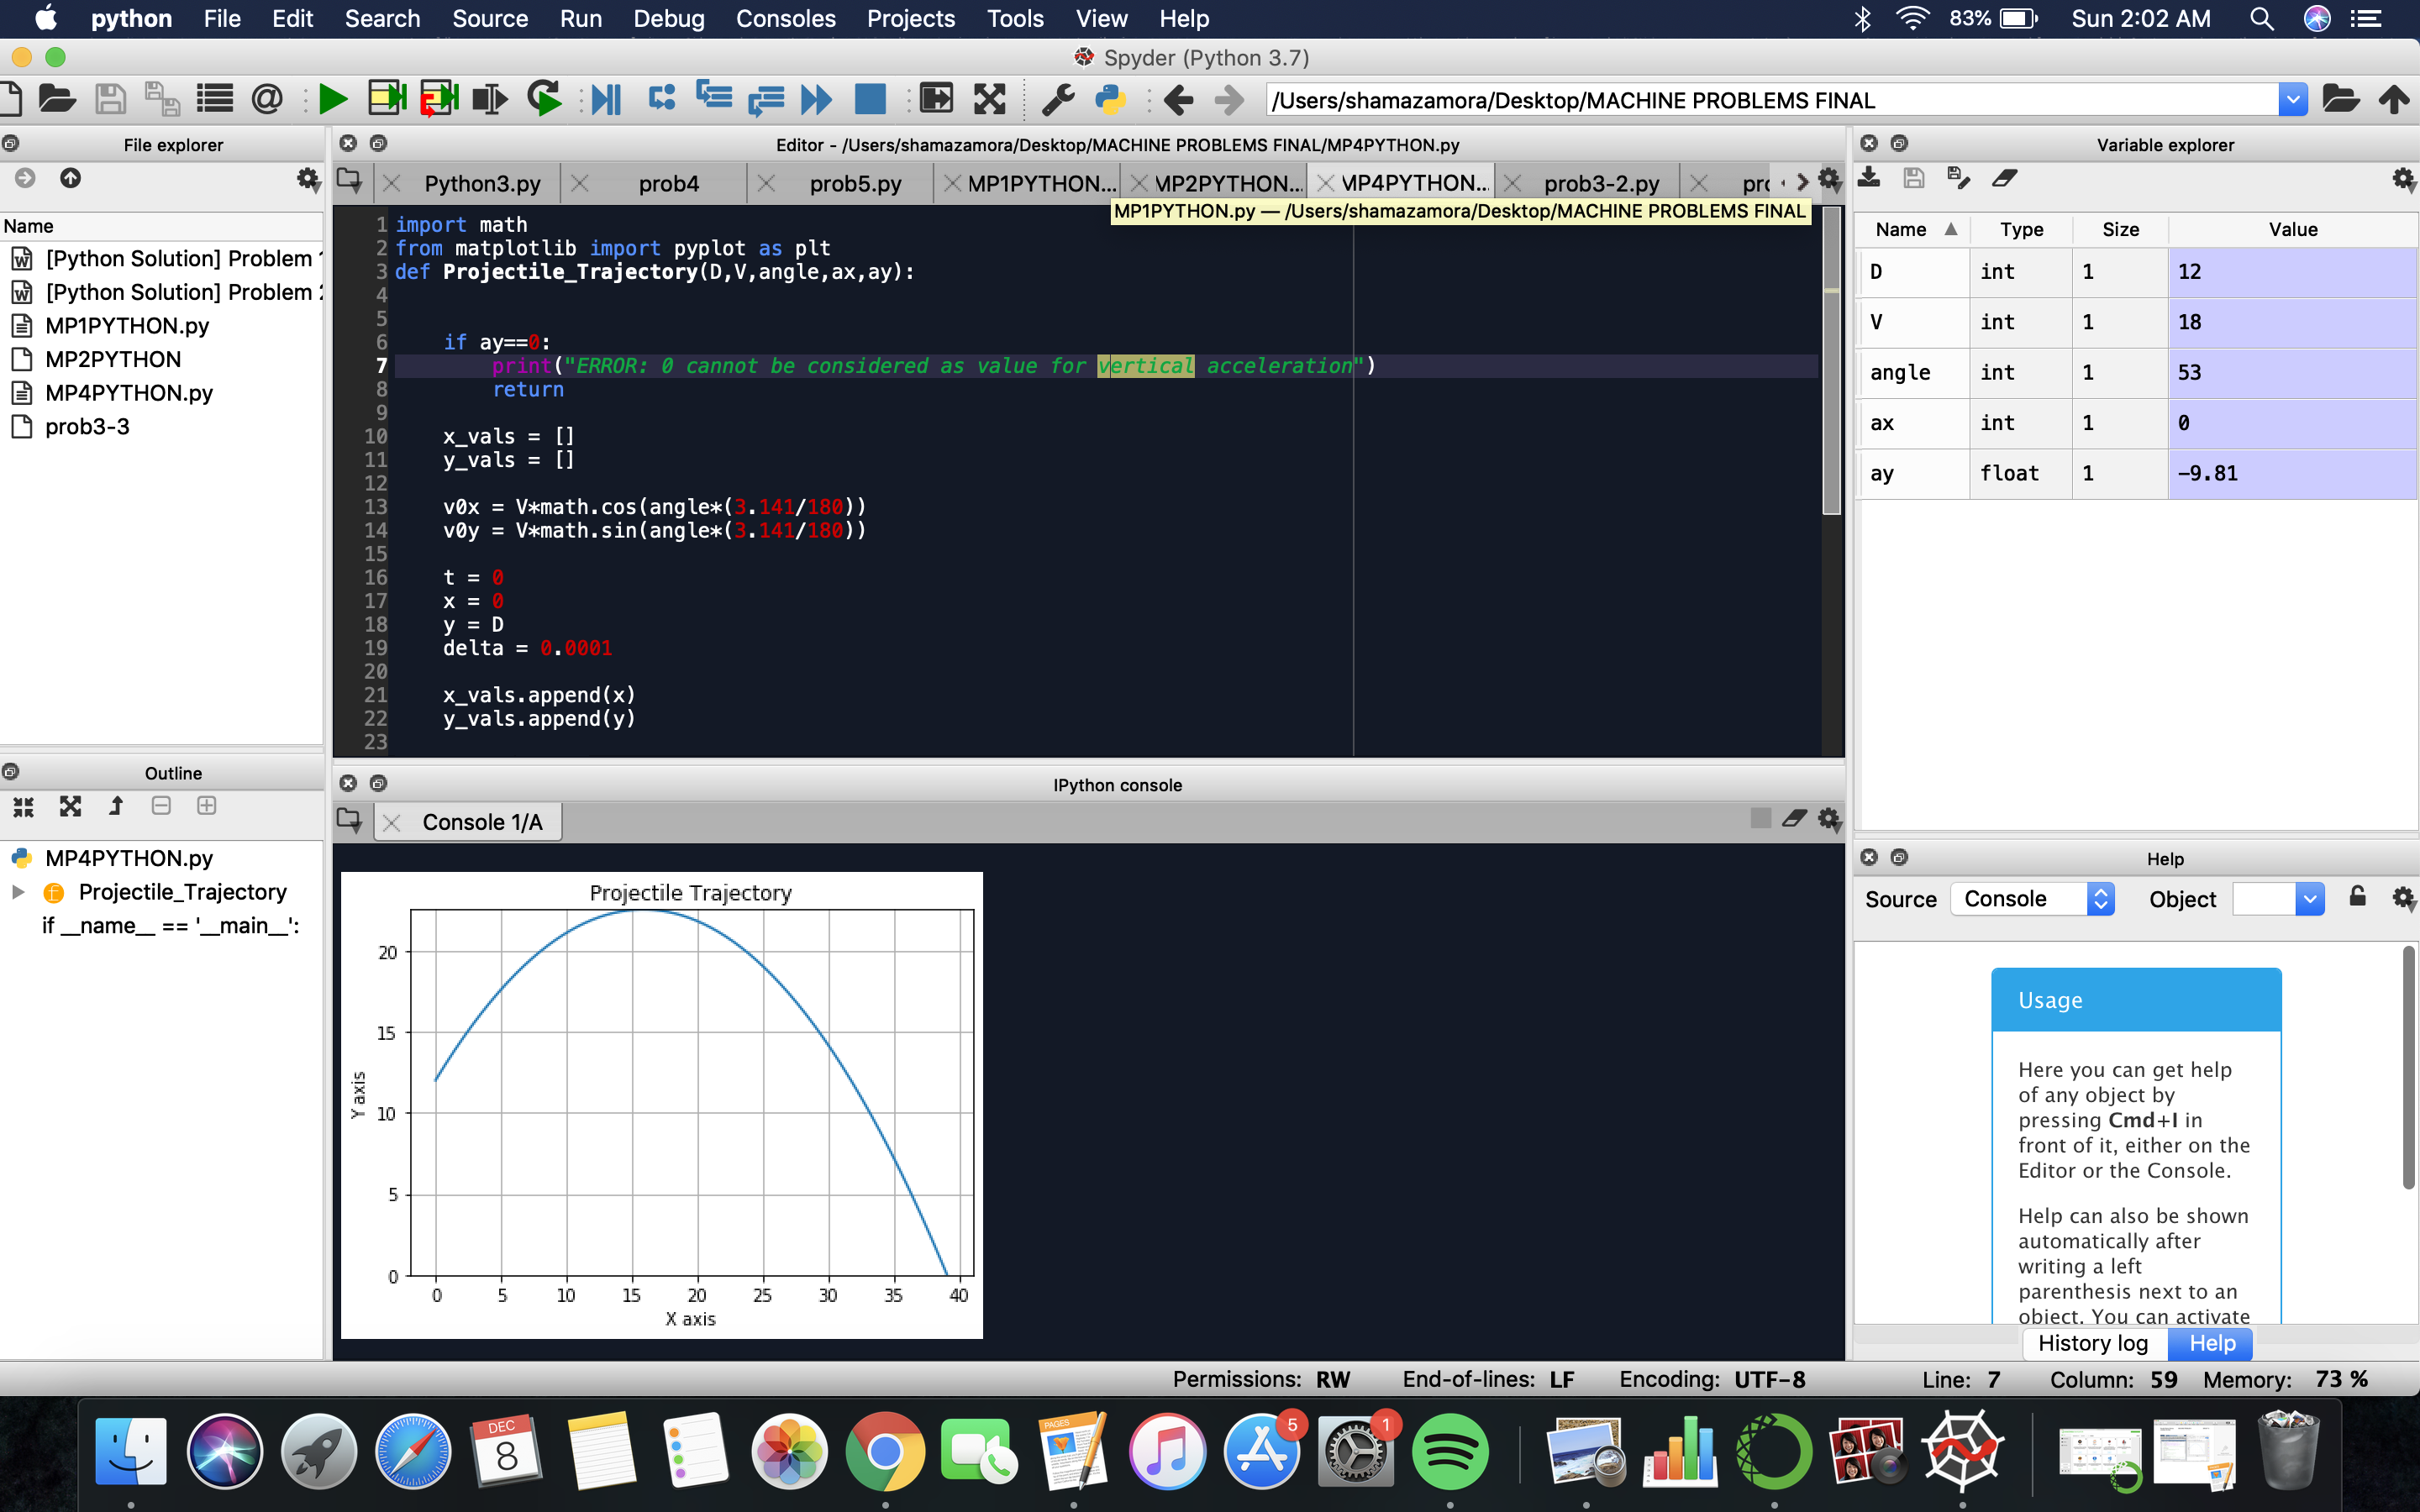 python File Edit Search Source Run Debug Consoles Projects Tools View Help 83% Sun 2:02 AM
Spyder (Python 3.7)
/Users/shamazamora/Desktop/MACHINE PROBLEMS FINAL
File explorer
Name
[Python Solution] Problem
[Python Solution] Problem
MP1PYTHON.py
MP2PYTHON
MP4PYTHON.py
prob3-3
Outline
MP4PYTHON.py
Projectile_Trajectory
if __name__ == '__main__':
Editor - /Users/shamazamora/Desktop/MACHINE PROBLEMS FINAL/MP4PYTHON.py
Python3.py prob4 prob5.py MP1PYTHON... MP2PYTHON... MP4PYTHON... prob3-2.py
MP1PYTHON.py — /Users/shamazamora/Desktop/MACHINE PROBLEMS FINAL
1 import math
2 from matplotlib import pyplot as plt
3 def Projectile_Trajectory(D,V,angle,ax,ay):
4
5
6 if ay==0:
7 print("ERROR: 0 cannot be considered as value for vertical acceleration")
8 return
9
10 x_vals = []
11 y_vals = []
12
13 v0x = V*math.cos(angle*(3.141/180))
14 v0y = V*math.sin(angle*(3.141/180))
15
16 t = 0
17 x = 0
18 y = D
19 delta = 0.0001
20
21 x_vals.append(x)
22 y_vals.append(y)
23
IPython console
Console 1/A
Projectile Trajectory
20
15
10
5
0
Y axis
0 5 10 15 20 25 30 35 40
X axis
Variable explorer
Name Type Size Value
D int 1 12
V int 1 18
angle int 1 53
ax int 1 0
ay float 1 -9.81
Help
Source Console Object
Usage
Here you can get help
of any object by
pressing Cmd+I in
front of it, either on the
Editor or the Console.
Help can also be shown
automatically after
writing a left
parenthesis next to an
object. You can activate
History log Help
Permissions: RW End-of-lines: LF Encoding: UTF-8 Line: 7 Column: 59 Memory: 73 %
DEC
8
PAGES
5
1